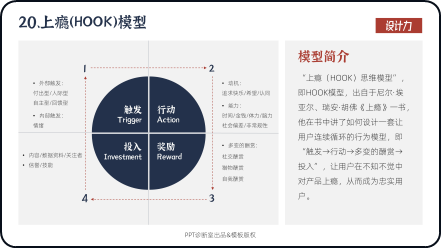 20.上瘾(HOOK)模型
设计力
1
2
• 外部触发:
付出型/人际型
自主型/回馈型
• 内部触发:
情绪
触发
Trigger
行动
Action
• 动机:
追求快乐/希望/认同
• 能力:
时间/金钱/体力/脑力
社会偏差/非常规性
• 内容/数据资料/关注者
• 信誉/技能
投入
Investment
奖励
Reward
• 多变的酬赏:
社交酬赏
猎物酬赏
自我酬赏
4
3
模型简介
“上瘾（HOOK）思维模型”，
即HOOK模型，出自于尼尔·埃
亚尔、瑞安·胡佛《上瘾》一书，
他在书中讲了如何设计一套让
用户连续循环的行为模型，即
“触发→行动→多变的酬赏→
投入”，让用户在不知不觉中
对产品上瘾，从而成为忠实用
户。
PPT诊断室出品&模板版权